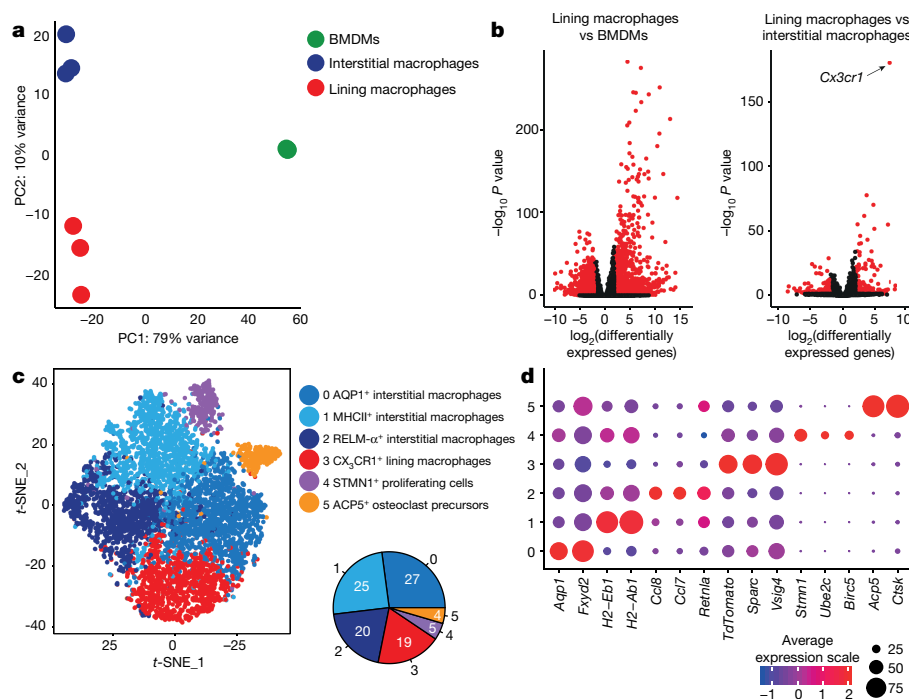 a
20
10
0
−10
−20
PC2: 10% variance
−20
0
20
40
60
PC1: 79% variance
BMDMs
Interstitial macrophages
Lining macrophages
b
Lining macrophages
vs BMDMs
200
100
0
−log10 P value
−10
−5
0
5
10
15
log2(differentially
expressed genes)
Lining macrophages vs
interstitial macrophages
Cx3cr1
150
100
50
0
−log10 P value
−10
−5
0
5
10
log2(differentially
expressed genes)
c
40
20
0
−20
−40
t-SNE_2
25
0
−25
t-SNE_1
0 AQP1+ interstitial macrophages
1 MHCII+ interstitial macrophages
2 RELM-α+ interstitial macrophages
3 CX3CR1+ lining macrophages
4 STMN1+ proliferating cells
5 ACP5+ osteoclast precursors
0
1
27
25
4
5
5
4
20
19
2
3
d
5
4
3
2
1
0
Aqp1
Fxyd2
H2−Eb1
H2−Ab1
Ccl8
Ccl7
Retnla
TdTomato
Sparc
Vsig4
Stmn1
Ube2c
Birc5
Acp5
Ctsk
Average
expression scale
−1
0
1
2
25
50
75